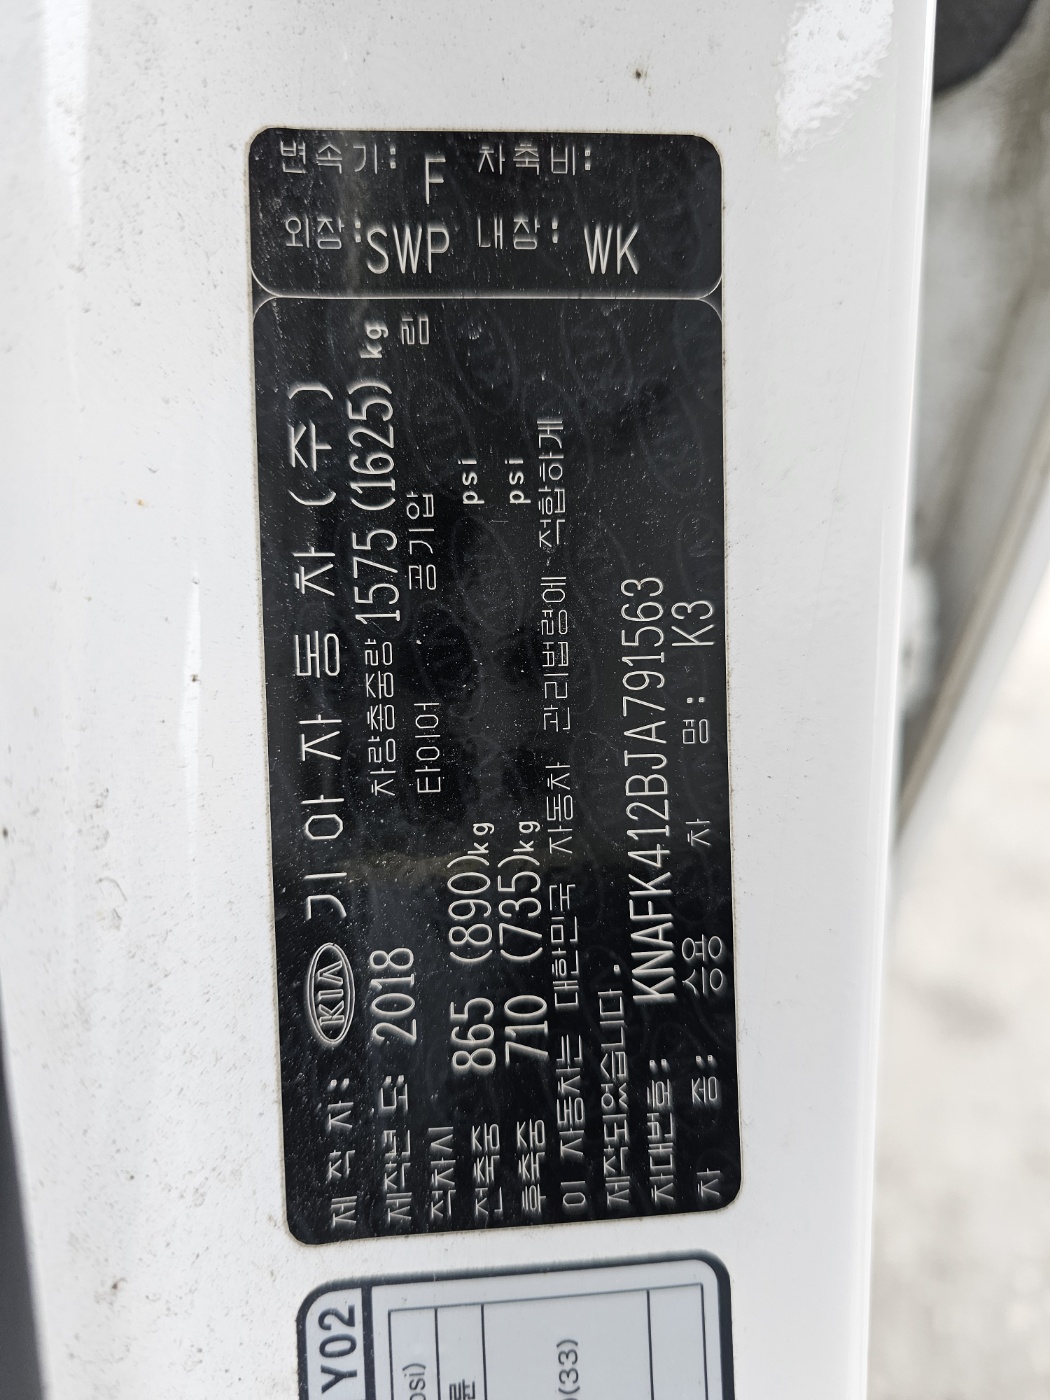 변속기: F 차축비:
외장: SWP 내장: WK
제 작 자: KIA 기 아 자 동 차 (주)
제작년 도: 2018 차량총중량 1575 (1625) kg
적차시 타이어 공기압 림
전축중 865 (890)kg psi
후축중 710 (735)kg psi
이 자동차는 대한민국 자동차 관리법령에 적합하게
제작되었습니다.
차대번호: KNAFK412BJA791563
차 종: 승용 차 명: K3
Y02
psi)
(33)